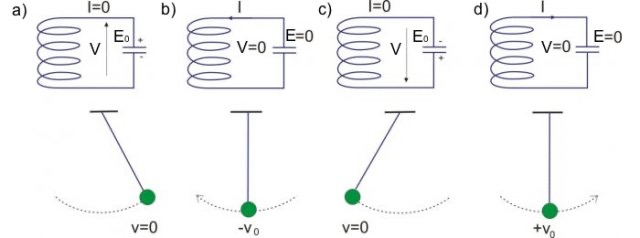 a) I=0 V E₀ + -
b) I V=0 E=0
c) I=0 V E₀ - +
d) I V=0 E=0
v=0
-v₀
v=0
+v₀